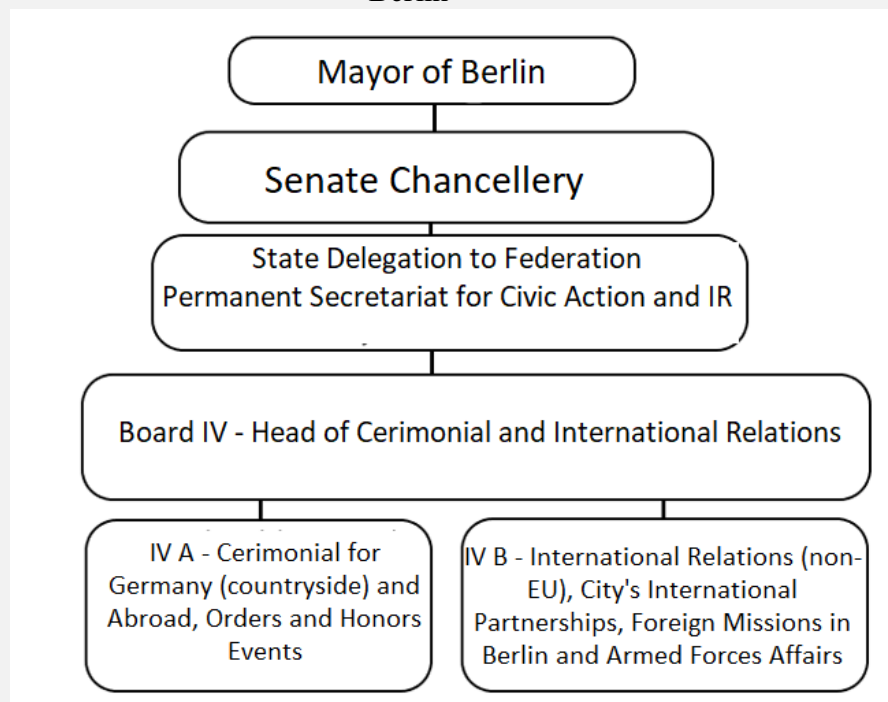 Mayor of Berlin
Senate Chancellery
State Delegation to Federation
Permanent Secretariat for Civic Action and IR
Board IV - Head of Cerimonial and International Relations
IV A - Cerimonial for
Germany (countryside) and
Abroad, Orders and Honors
Events
IV B - International Relations (non-
EU), City's International
Partnerships, Foreign Missions in
Berlin and Armed Forces Affairs